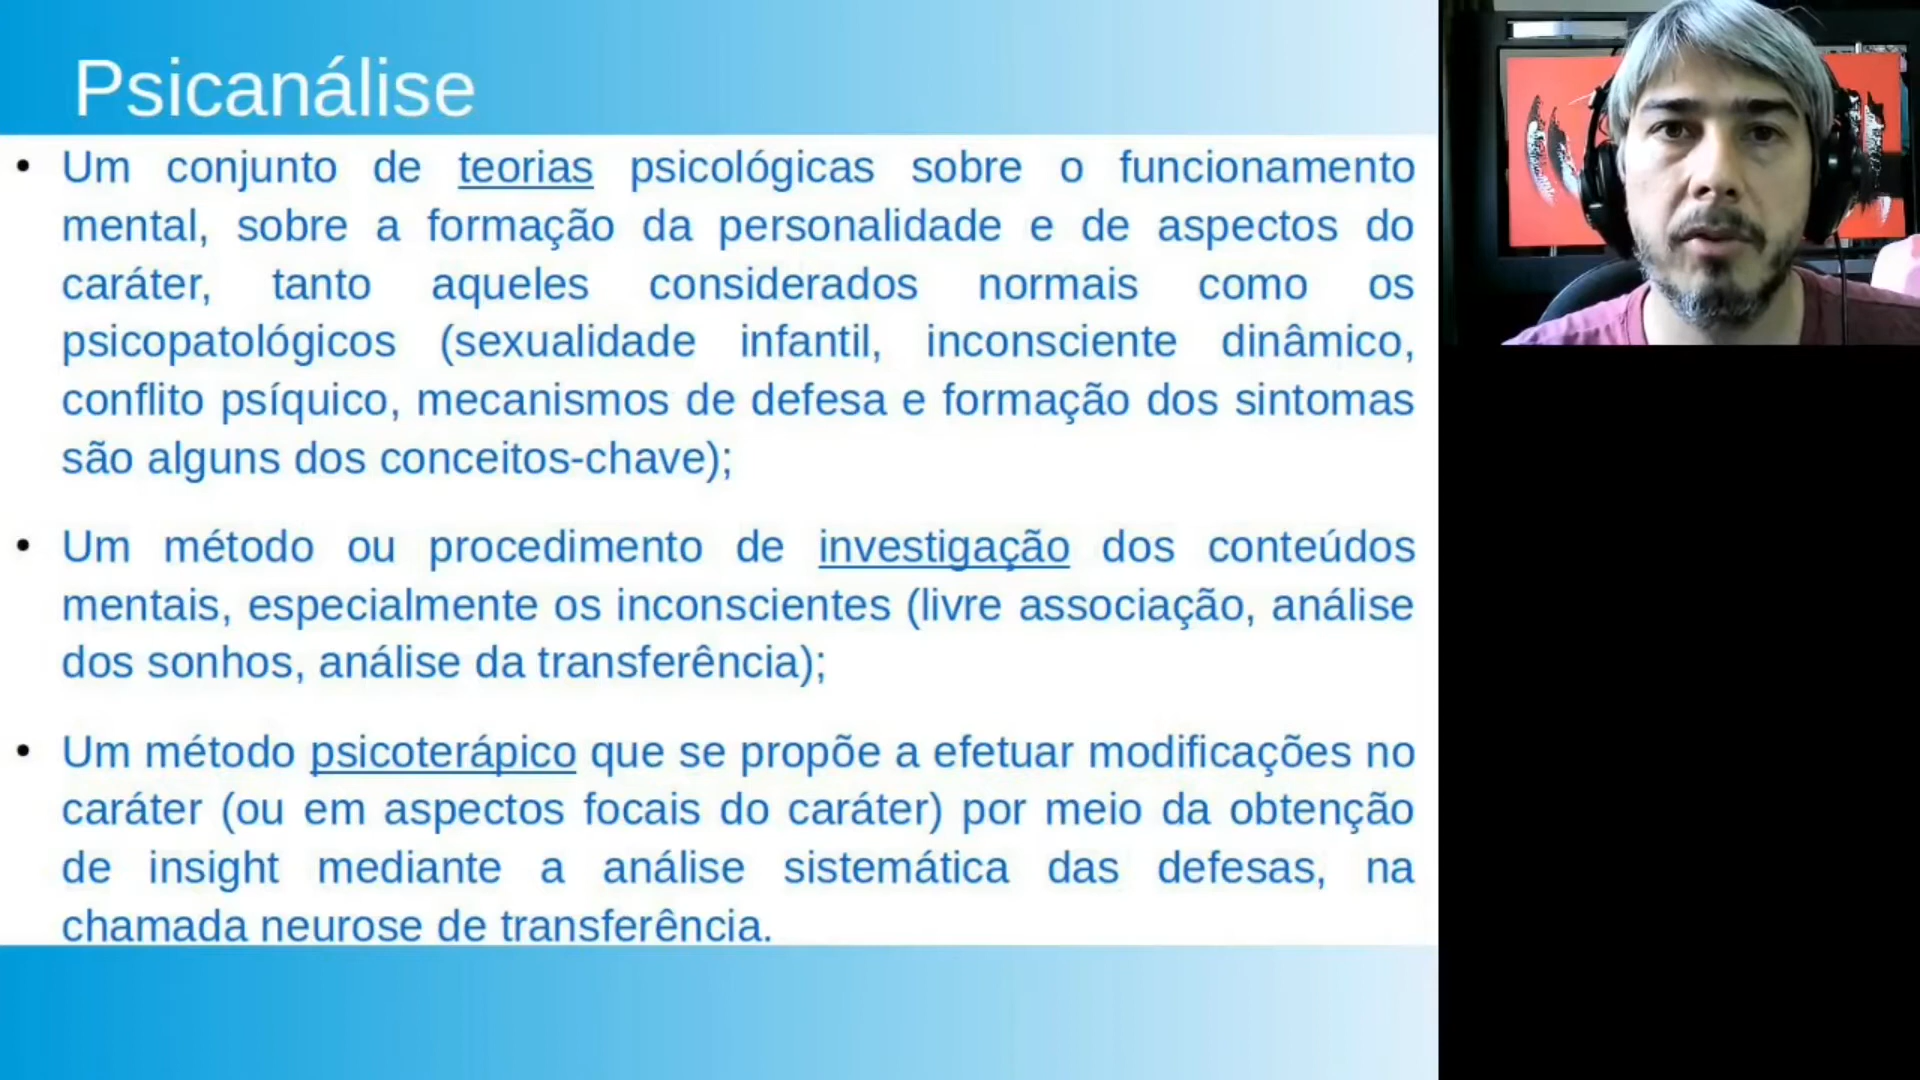 Psicanálise
• Um conjunto de teorias psicológicas sobre o funcionamento
mental, sobre a formação da personalidade e de aspectos do
caráter, tanto aqueles considerados normais como os
psicopatológicos (sexualidade infantil, inconsciente dinâmico,
conflito psíquico, mecanismos de defesa e formação dos sintomas
são alguns dos conceitos-chave);
• Um método ou procedimento de investigação dos conteúdos
mentais, especialmente os inconscientes (livre associação, análise
dos sonhos, análise da transferência);
• Um método psicoterápico que se propõe a efetuar modificações no
caráter (ou em aspectos focais do caráter) por meio da obtenção
de insight mediante a análise sistemática das defesas, na
chamada neurose de transferência.